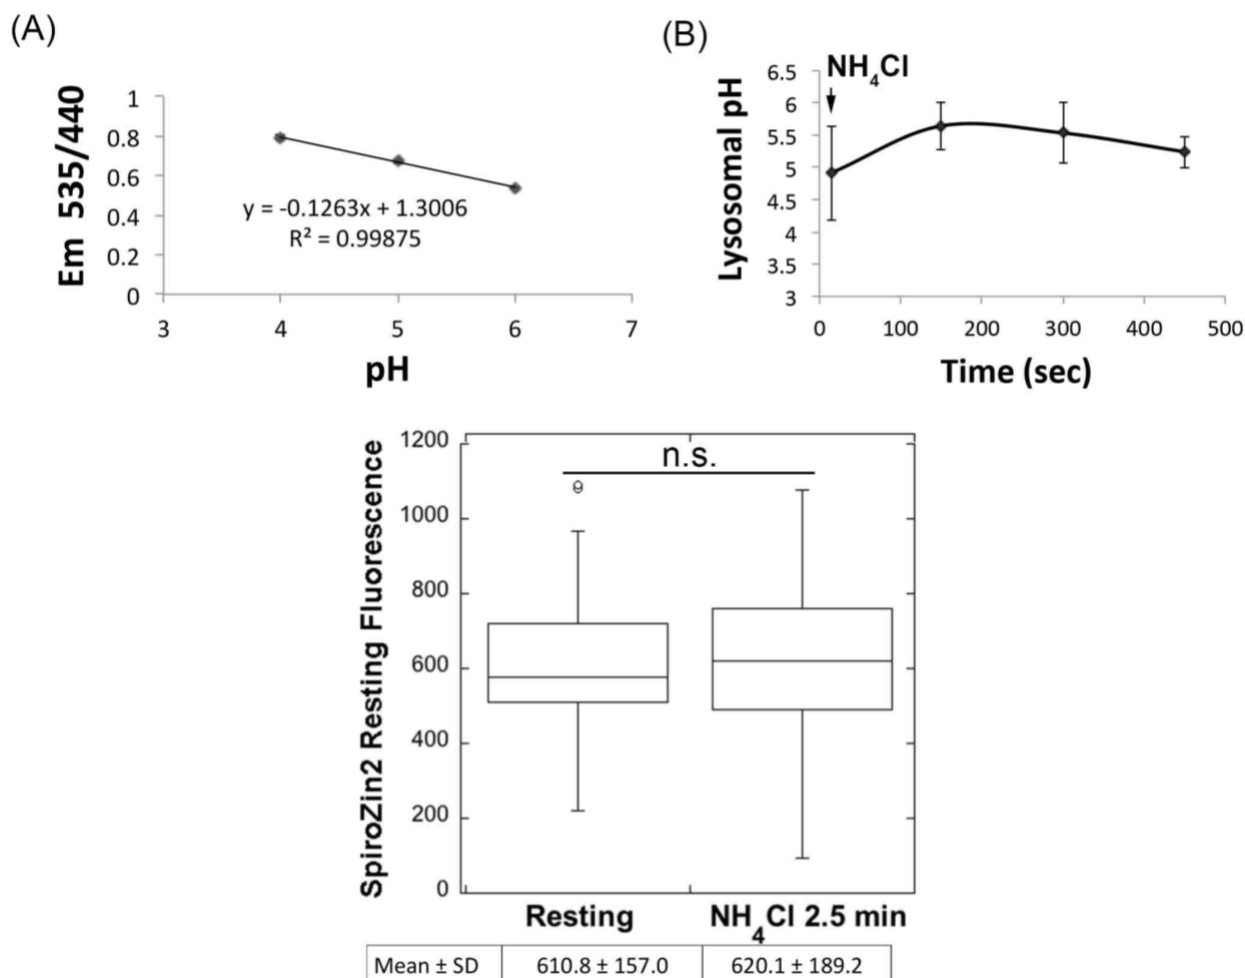 (A)
Em 535/440
1
0.8
0.6
0.4
0.2
0
y = -0.1263x + 1.3006
R² = 0.99875
3 4 5 6 7
pH
(B)
Lysosomal pH
NH₄Cl
6.5
6
5.5
5
4.5
4
3.5
3
0 100 200 300 400 500
Time (sec)
SpiroZin2 Resting Fluorescence
1200
1000
800
600
400
200
0
n.s.
Resting NH₄Cl 2.5 min
Mean ± SD 610.8 ± 157.0 620.1 ± 189.2